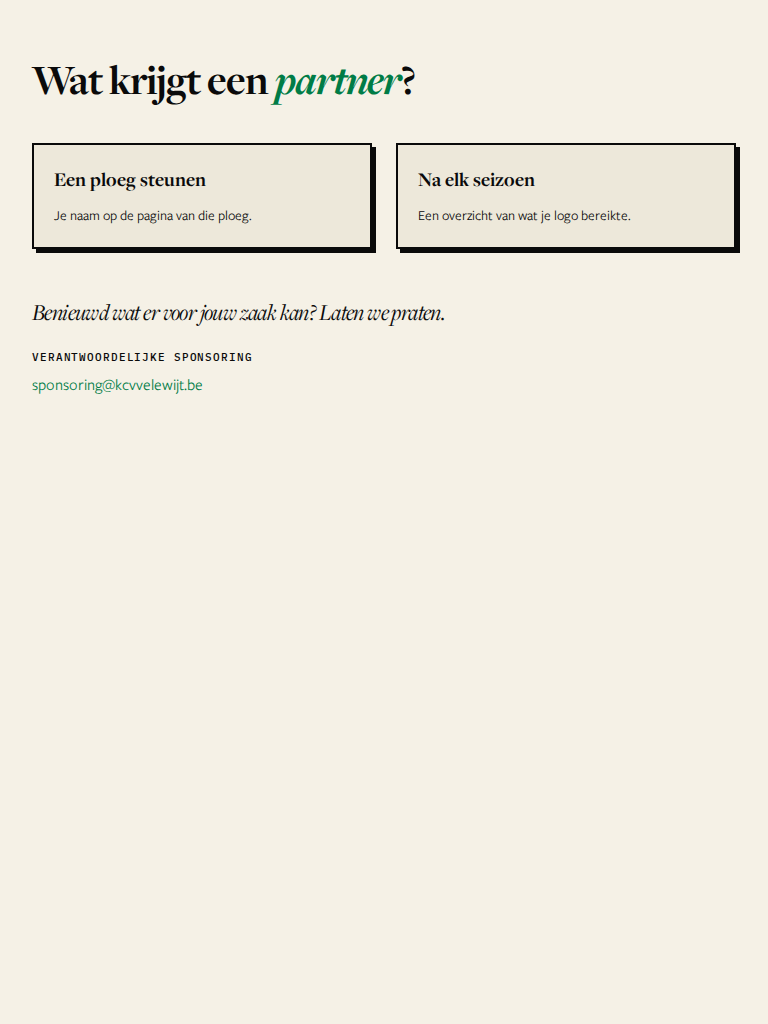 Wat krijgt een partner?
Een ploeg steunen
Je naam op de pagina van die ploeg.
Na elk seizoen
Een overzicht van wat je logo bereikte.
Benieuwd wat er voor jouw zaak kan? Laten we praten.
VERANTWOORDELIJKE SPONSORING
sponsoring@kcvvelewijt.be